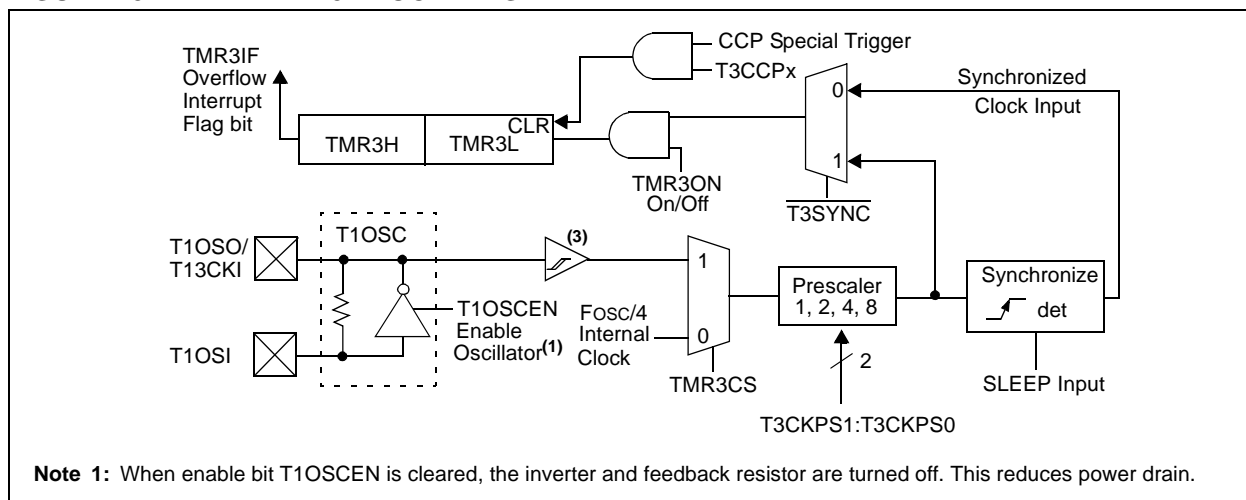 TMR3IF
Overflow
Interrupt
Flag bit
CCP Special Trigger
T3CCPx
Synchronized
Clock Input
0
1
CLR
TMR3H
TMR3L
TMR3ON
On/Off
T3SYNC
T1OSO/
T13CKI
T1OSC
(3)
T1OSCEN
Enable
Oscillator(1)
T1OSI
FOSC/4
Internal
Clock
1
0
TMR3CS
Prescaler
1, 2, 4, 8
2
T3CKPS1:T3CKPS0
Synchronize
det
SLEEP Input
Note 1: When enable bit T1OSCEN is cleared, the inverter and feedback resistor are turned off. This reduces power drain.